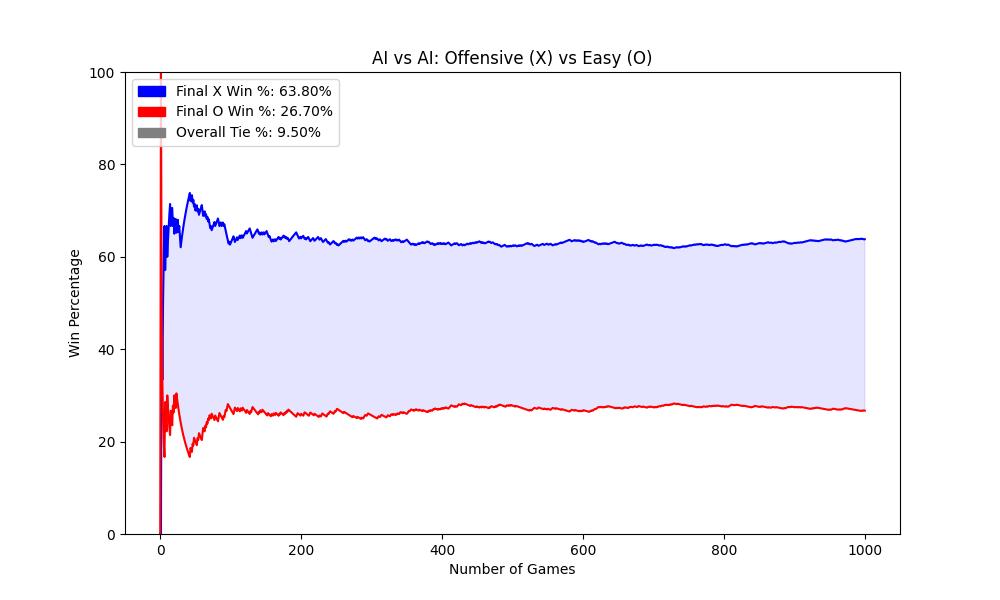 AI vs AI: Offensive (X) vs Easy (O)
Final X Win %: 63.80%
Final O Win %: 26.70%
Overall Tie %: 9.50%
Win Percentage
100
80
60
40
20
0
0 200 400 600 800 1000
Number of Games